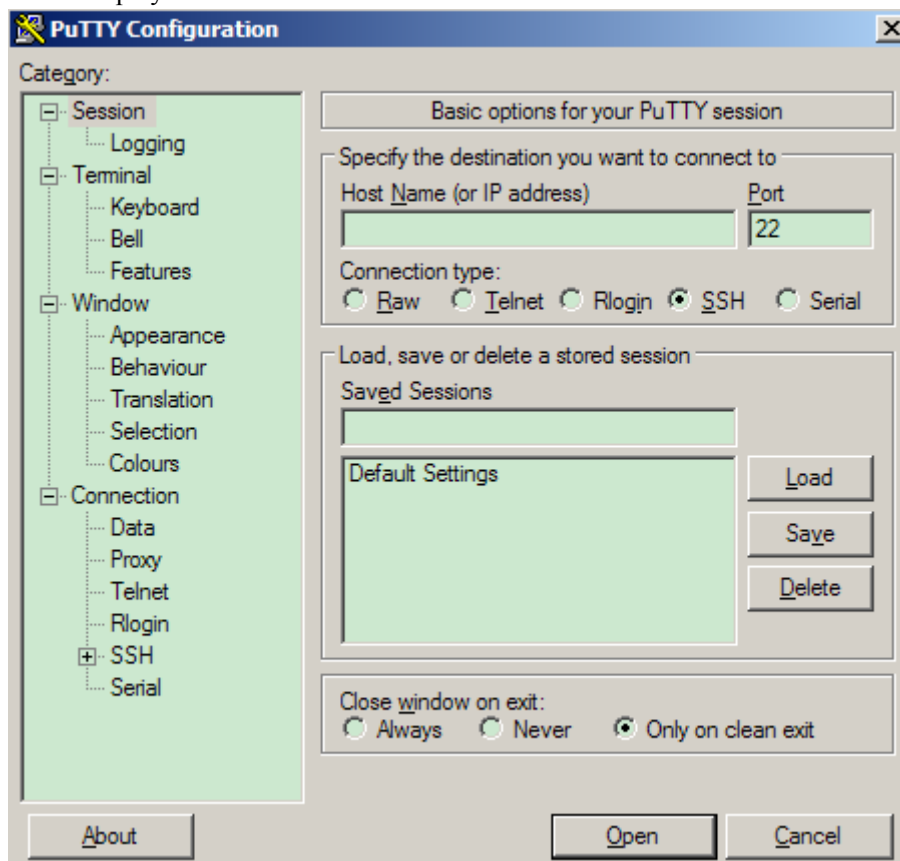 PuTTY Configuration
Category:
Session
Logging
Terminal
Keyboard
Bell
Features
Window
Appearance
Behaviour
Translation
Selection
Colours
Connection
Data
Proxy
Telnet
Rlogin
SSH
Serial
Basic options for your PuTTY session
Specify the destination you want to connect to
Host Name (or IP address) Port
22
Connection type:
Raw Telnet Rlogin SSH Serial
Load, save or delete a stored session
Saved Sessions
Default Settings
Load
Save
Delete
Close window on exit:
Always Never Only on clean exit
About Open Cancel